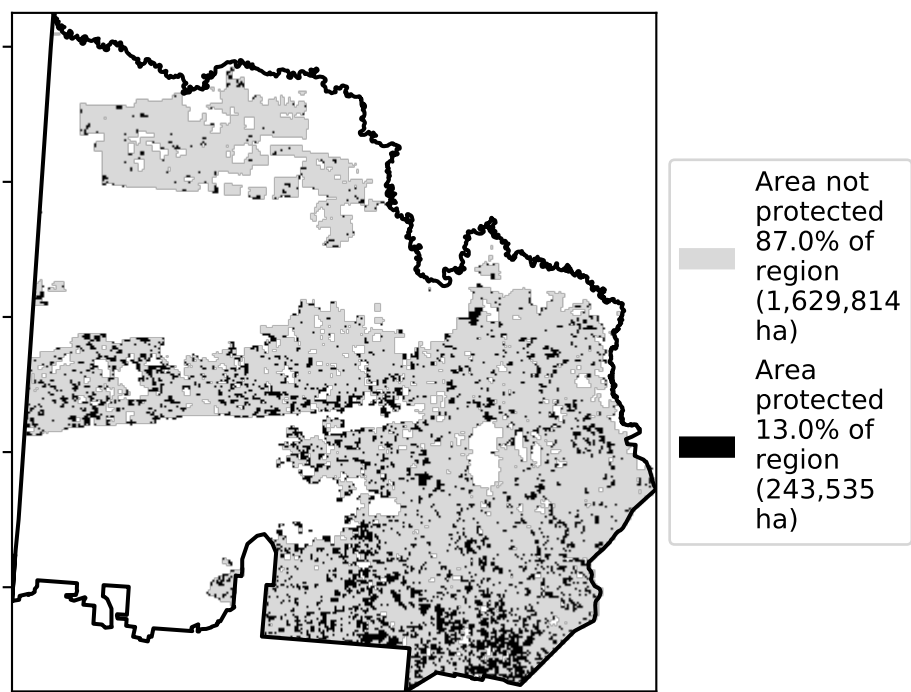 Area not
protected
87.0% of
region
(1,629,814
ha)
Area
protected
13.0% of
region
(243,535
ha)